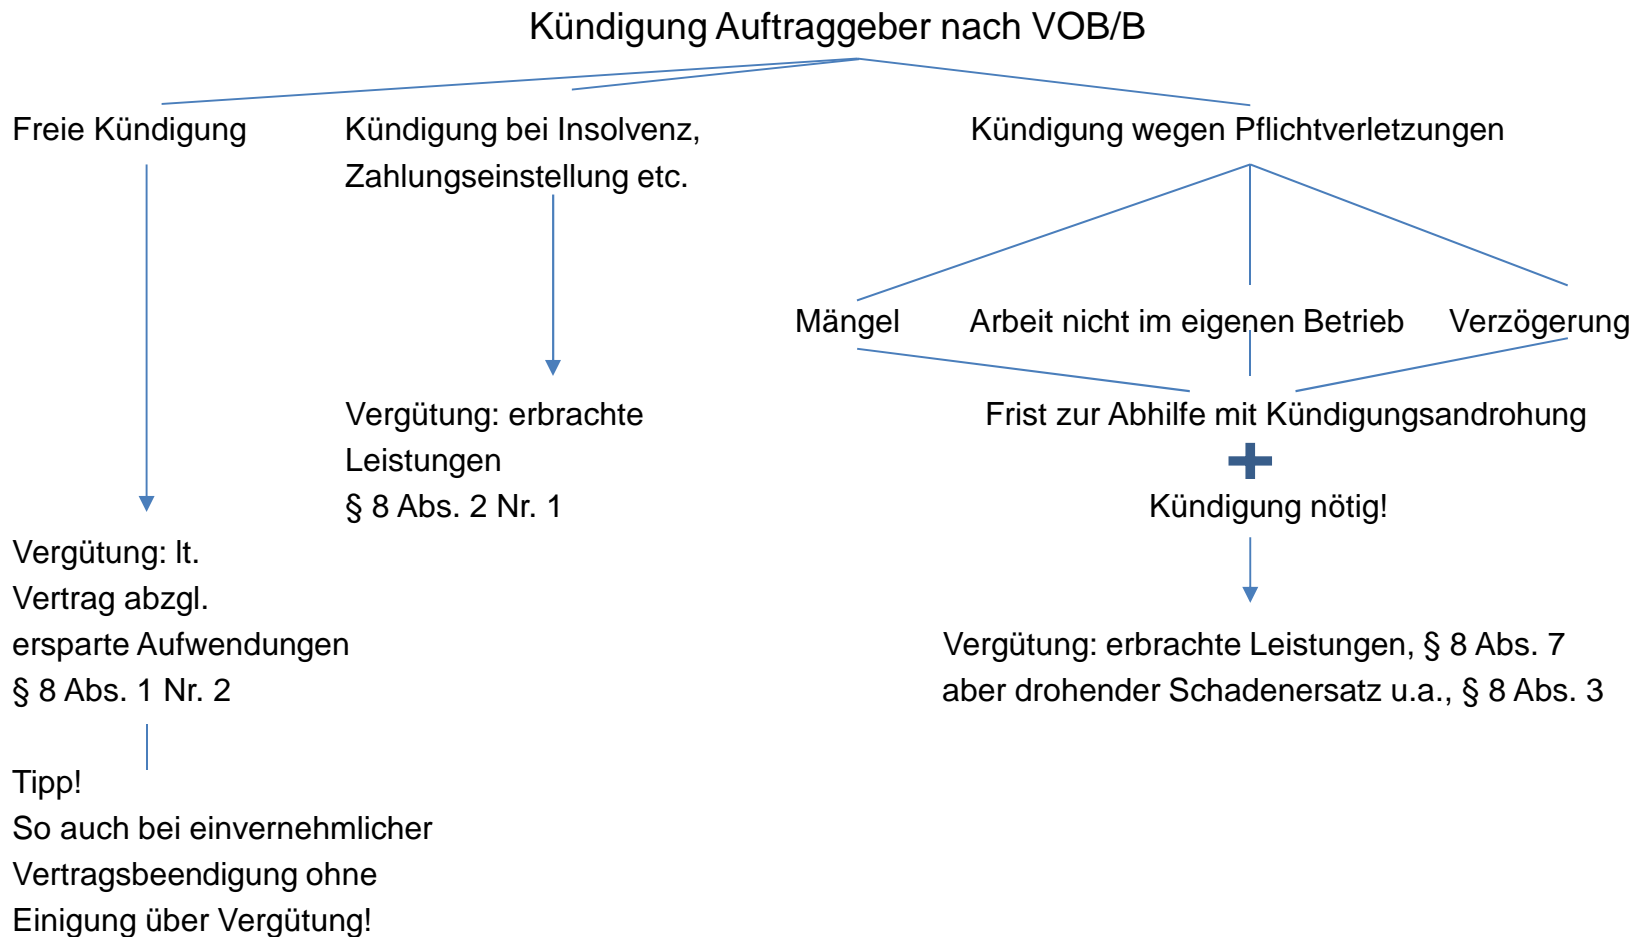 Kündigung Auftraggeber nach VOB/B
Freie Kündigung
Kündigung bei Insolvenz,
Zahlungseinstellung etc.
Kündigung wegen Pflichtverletzungen
Mängel
Arbeit nicht im eigenen Betrieb
Verzögerung
Frist zur Abhilfe mit Kündigungsandrohung
Kündigung nötig!
Vergütung: erbrachte
Leistungen
§ 8 Abs. 2 Nr. 1
Vergütung: lt.
Vertrag abzgl.
ersparte Aufwendungen
§ 8 Abs. 1 Nr. 2
Vergütung: erbrachte Leistungen, § 8 Abs. 7
aber drohender Schadenersatz u.a., § 8 Abs. 3
Tipp!
So auch bei einvernehmlicher
Vertragsbeendigung ohne
Einigung über Vergütung!